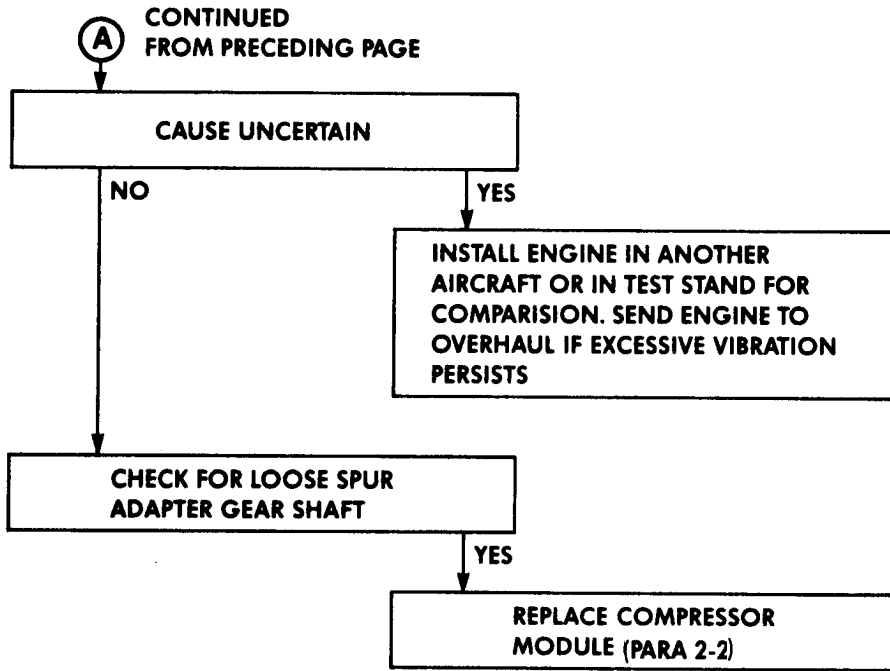 A
CONTINUED
FROM PRECEDING PAGE
CAUSE UNCERTAIN
NO
YES
INSTALL ENGINE IN ANOTHER
AIRCRAFT OR IN TEST STAND FOR
COMPARISION. SEND ENGINE TO
OVERHAUL IF EXCESSIVE VIBRATION
PERSISTS
CHECK FOR LOOSE SPUR
ADAPTER GEAR SHAFT
YES
REPLACE COMPRESSOR
MODULE (PARA 2-2)